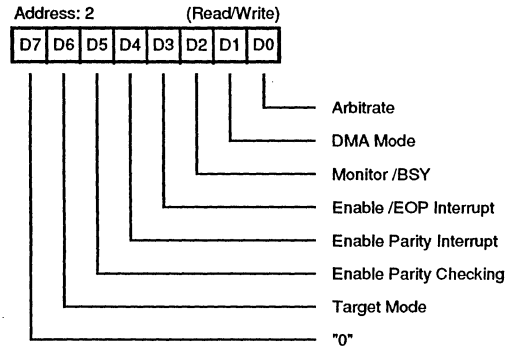 Address: 2 (Read/Write)
D7 D6 D5 D4 D3 D2 D1 D0
Arbitrate
DMA Mode
Monitor /BSY
Enable /EOP Interrupt
Enable Parity Interrupt
Enable Parity Checking
Target Mode
"0"